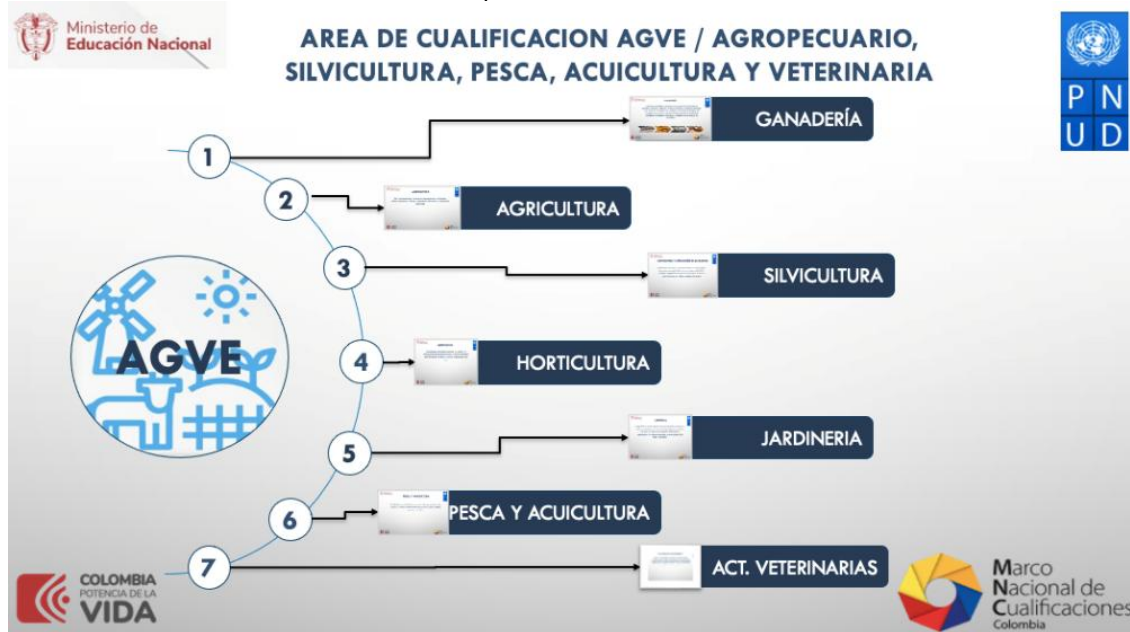 Ministerio de
Educación Nacional
AREA DE CUALIFICACION AGVE / AGROPECUARIO,
SILVICULTURA, PESCA, ACUICULTURA Y VETERINARIA
P N
U D
1
GANADERÍA
2
AGRICULTURA
3
SILVICULTURA
AGVE
4
HORTICULTURA
5
JARDINERIA
6
PESCA Y ACUICULTURA
7
ACT. VETERINARIAS
COLOMBIA
POTENCIA DE LA
VIDA
Marco
Nacional de
Cualificaciones
Colombia